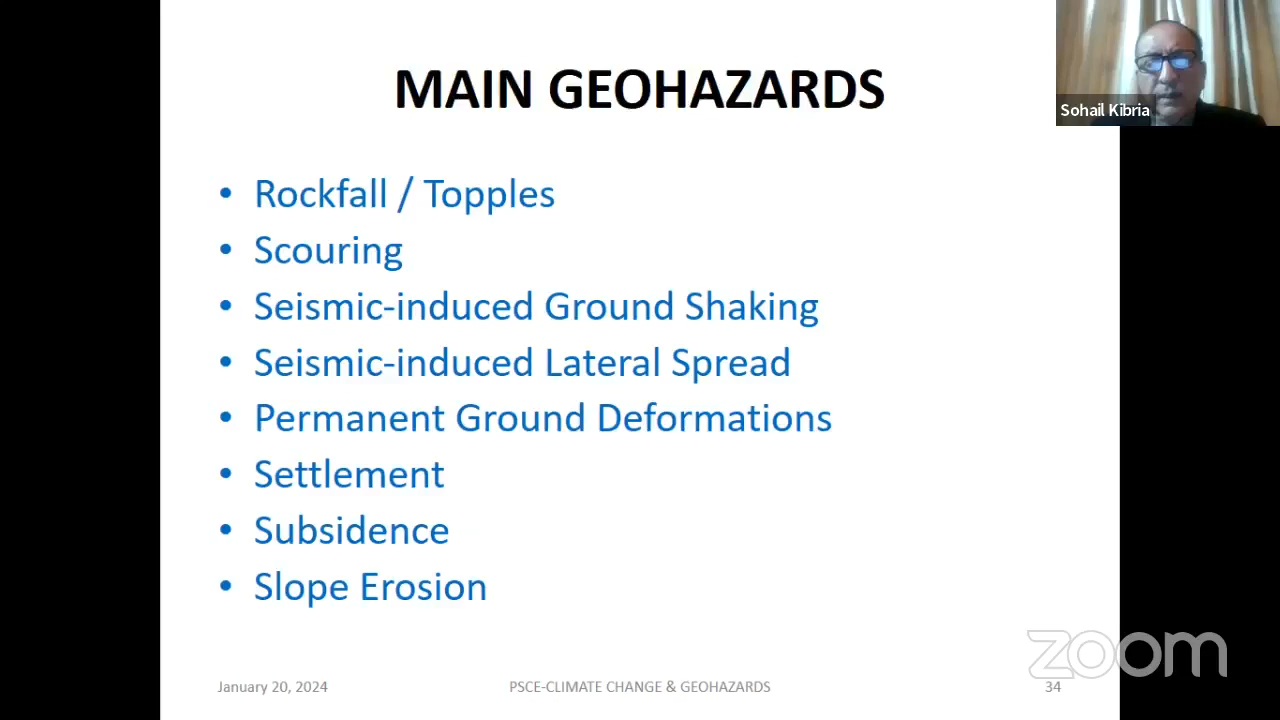 MAIN GEOHAZARDS
Sohail Kibria
• Rockfall / Topples
• Scouring
• Seismic-induced Ground Shaking
• Seismic-induced Lateral Spread
• Permanent Ground Deformations
• Settlement
• Subsidence
• Slope Erosion
zoom
January 20, 2024
PSCE-CLIMATE CHANGE & GEOHAZARDS
34